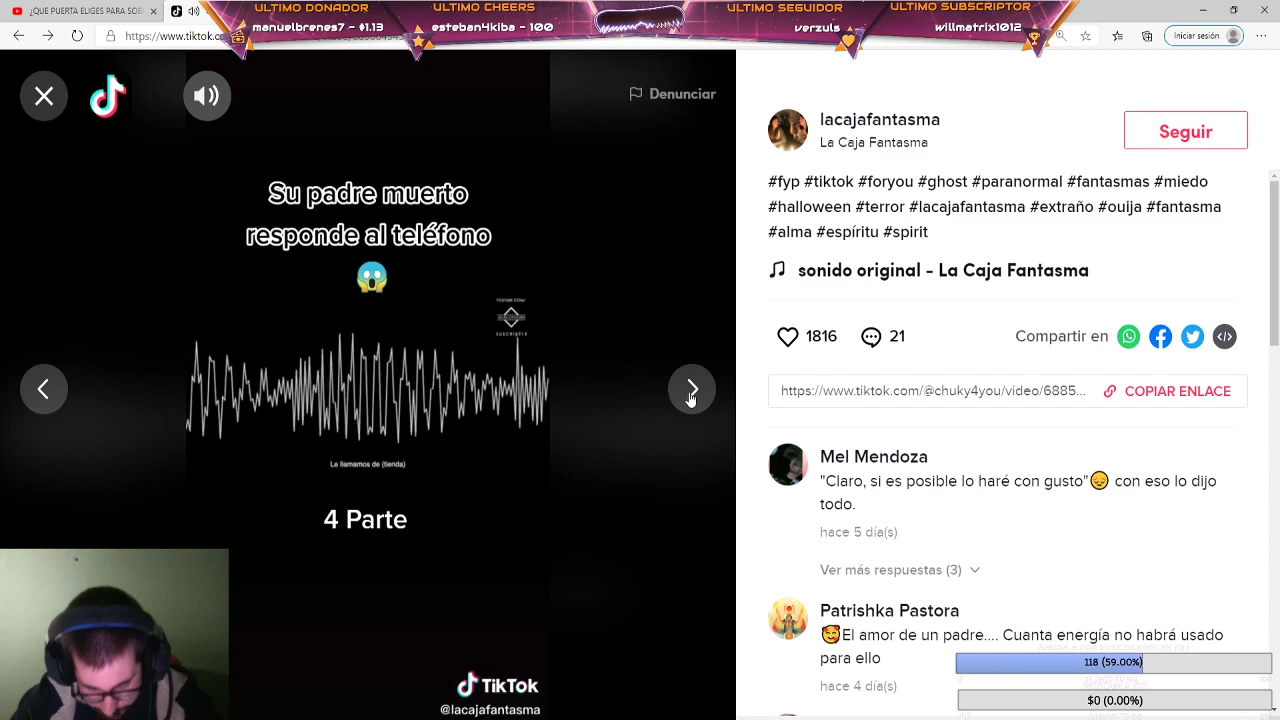 ULTIMO DONADOR
manuelbrenes7 - $1.13
ULTIMO CHEERS
esteban4kiba - 100
ULTIMO SEGUIDOR
verzuls
ULTIMO SUBSCRIPTOR
willmatix1012
https://www.tiktok.c
Iniciar sesión
Denunciar
Su padre muerto
responde al teléfono
😱
SUSCRIBETE
Le llamamos de (tienda)
4 Parte
TikTok
@lacajafantasma
lacajafantasma
La Caja Fantasma
Seguir
#fyp #tiktok #foryou #ghost #paranormal #fantasmas #miedo
#halloween #terror #lacajafantasma #extraño #ouija #fantasma
#alma #espíritu #spirit
sonido original - La Caja Fantasma
1816
21
Compartir en
https://www.tiktok.com/@chuky4you/video/6885...
COPIAR ENLACE
Mel Mendoza
"Claro, si es posible lo haré con gusto"😔 con eso lo dijo
todo.
hace 5 día(s)
Ver más respuestas (3)
Patrishka Pastora
🥰El amor de un padre.... Cuanta energía no habrá usado
para ello
hace 4 día(s)
118 (59.00%)
$0 (0.00%)